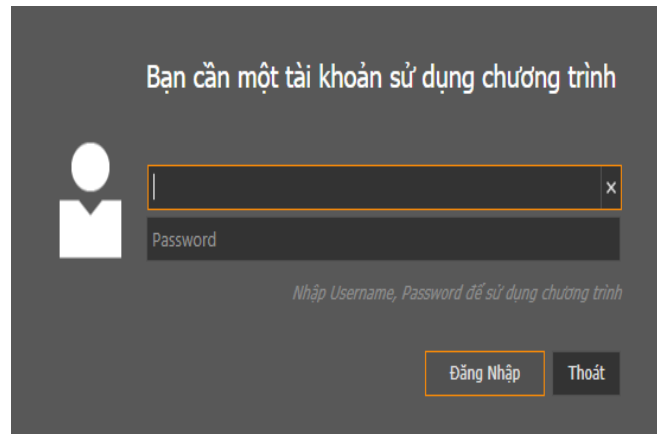 Bạn cần một tài khoản sử dụng chương trình
Password
Nhập Username, Password để sử dụng chương trình
Đăng Nhập Thoát